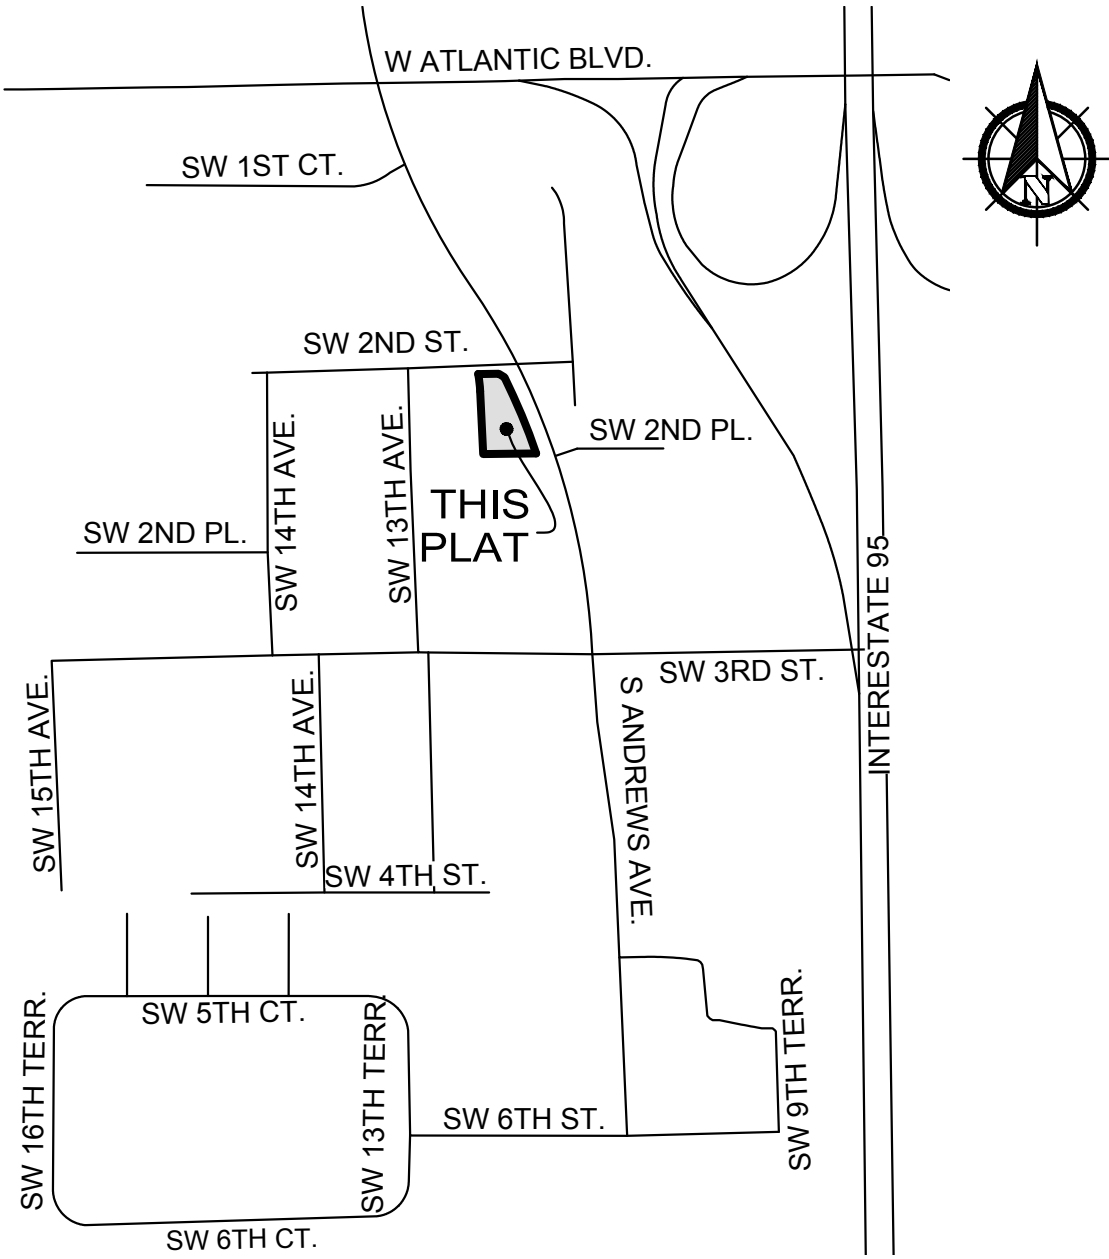 W ATLANTIC BLVD.
SW 1ST CT.
N
SW 2ND ST.
SW 14TH AVE.
SW 13TH AVE.
SW 2ND PL.
THIS
PLAT
SW 2ND PL.
INTERESTATE 95
SW 3RD ST.
SW 15TH AVE.
SW 14TH AVE.
S ANDREWS AVE.
SW 4TH ST.
SW 5TH CT.
SW 16TH TERR.
SW 13TH TERR.
SW 9TH TERR.
SW 6TH ST.
SW 6TH CT.